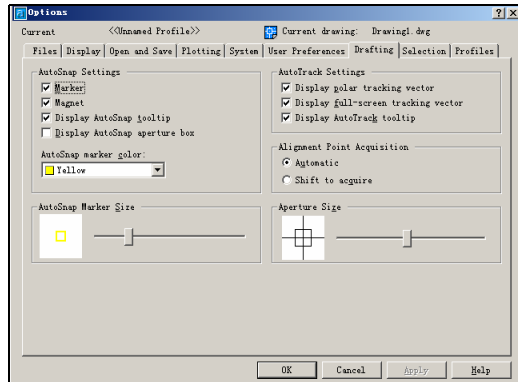 Options
Current <<Unnamed Profile>> Current drawing: Drawing1.dwg
Files Display Open and Save Plotting System User Preferences Drafting Selection Profiles
AutoSnap Settings
Marker
Magnet
Display AutoSnap tooltip
Display AutoSnap aperture box
AutoSnap marker color:
Yellow
AutoTrack Settings
Display polar tracking vector
Display full-screen tracking vector
Display AutoTrack tooltip
Alignment Point Acquisition
Automatic
Shift to acquire
AutoSnap Marker Size
Aperture Size
OK Cancel Apply Help